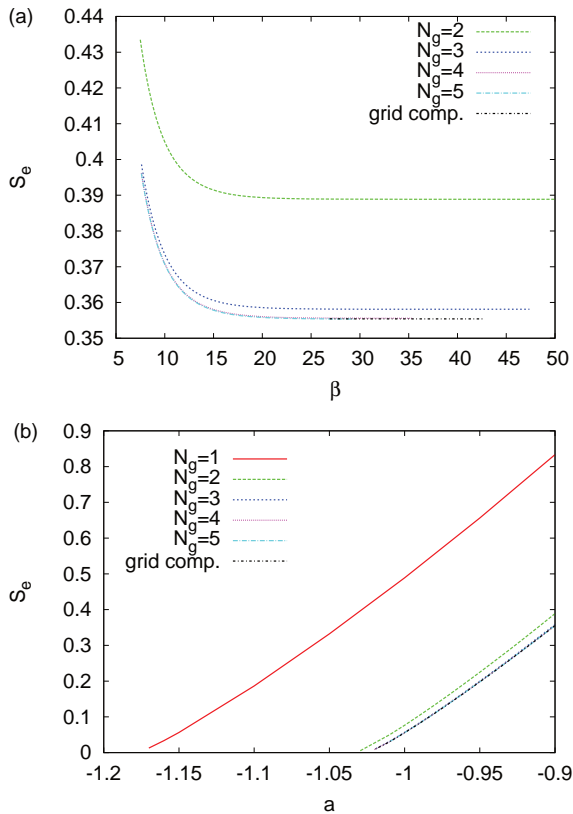 (a)
0.44
0.43
0.42
0.41
0.4
0.39
0.38
0.37
0.36
0.35
S_e
N_g=2
N_g=3
N_g=4
N_g=5
grid comp.
5 10 15 20 25 30 35 40 45 50
β
(b)
0.9
0.8
0.7
0.6
0.5
0.4
0.3
0.2
0.1
0
S_e
N_g=1
N_g=2
N_g=3
N_g=4
N_g=5
grid comp.
-1.2 -1.15 -1.1 -1.05 -1 -0.95 -0.9
a